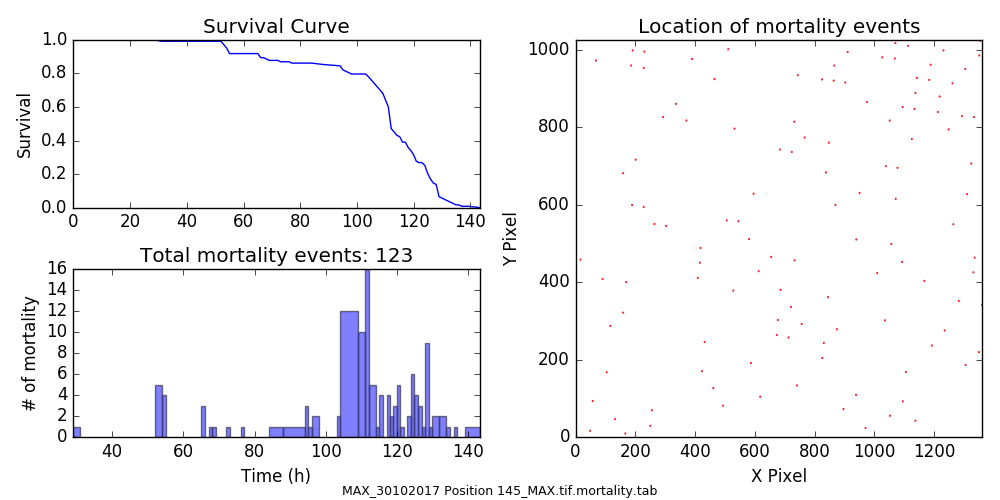 Survival Curve
Survival
1.0
0.8
0.6
0.4
0.2
0.0
0 20 40 60 80 100 120 140
Total mortality events: 123
# of mortality
16
14
12
10
8
6
4
2
0
40 60 80 100 120 140
Time (h)
Location of mortality events
Y Pixel
1000
800
600
400
200
0
0 200 400 600 800 1000 1200
X Pixel
MAX_30102017 Position 145_MAX.tif.mortality.tab